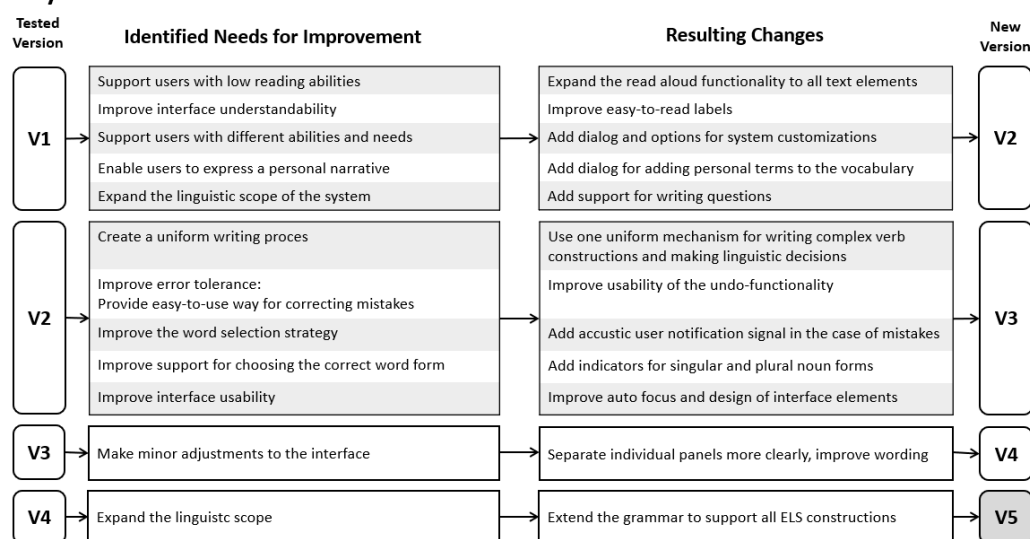 Tested
Version
Identified Needs for Improvement
Resulting Changes
New
Version
V1
Support users with low reading abilities
Expand the read aloud functionality to all text elements
Improve interface understandability
Improve easy-to-read labels
Support users with different abilities and needs
Add dialog and options for system customizations
Enable users to express a personal narrative
Add dialog for adding personal terms to the vocabulary
Expand the linguistic scope of the system
Add support for writing questions
V2
V2
Create a uniform writing proces
Use one uniform mechanism for writing complex verb
constructions and making linguistic decisions
Improve error tolerance:
Provide easy-to-use way for correcting mistakes
Improve usability of the undo-functionality
Improve the word selection strategy
Add accustic user notification signal in the case of mistakes
Improve support for choosing the correct word form
Add indicators for singular and plural noun forms
Improve interface usability
Improve auto focus and design of interface elements
V3
V3
Make minor adjustments to the interface
Separate individual panels more clearly, improve wording
V4
V4
Expand the linguistc scope
Extend the grammar to support all ELS constructions
V5